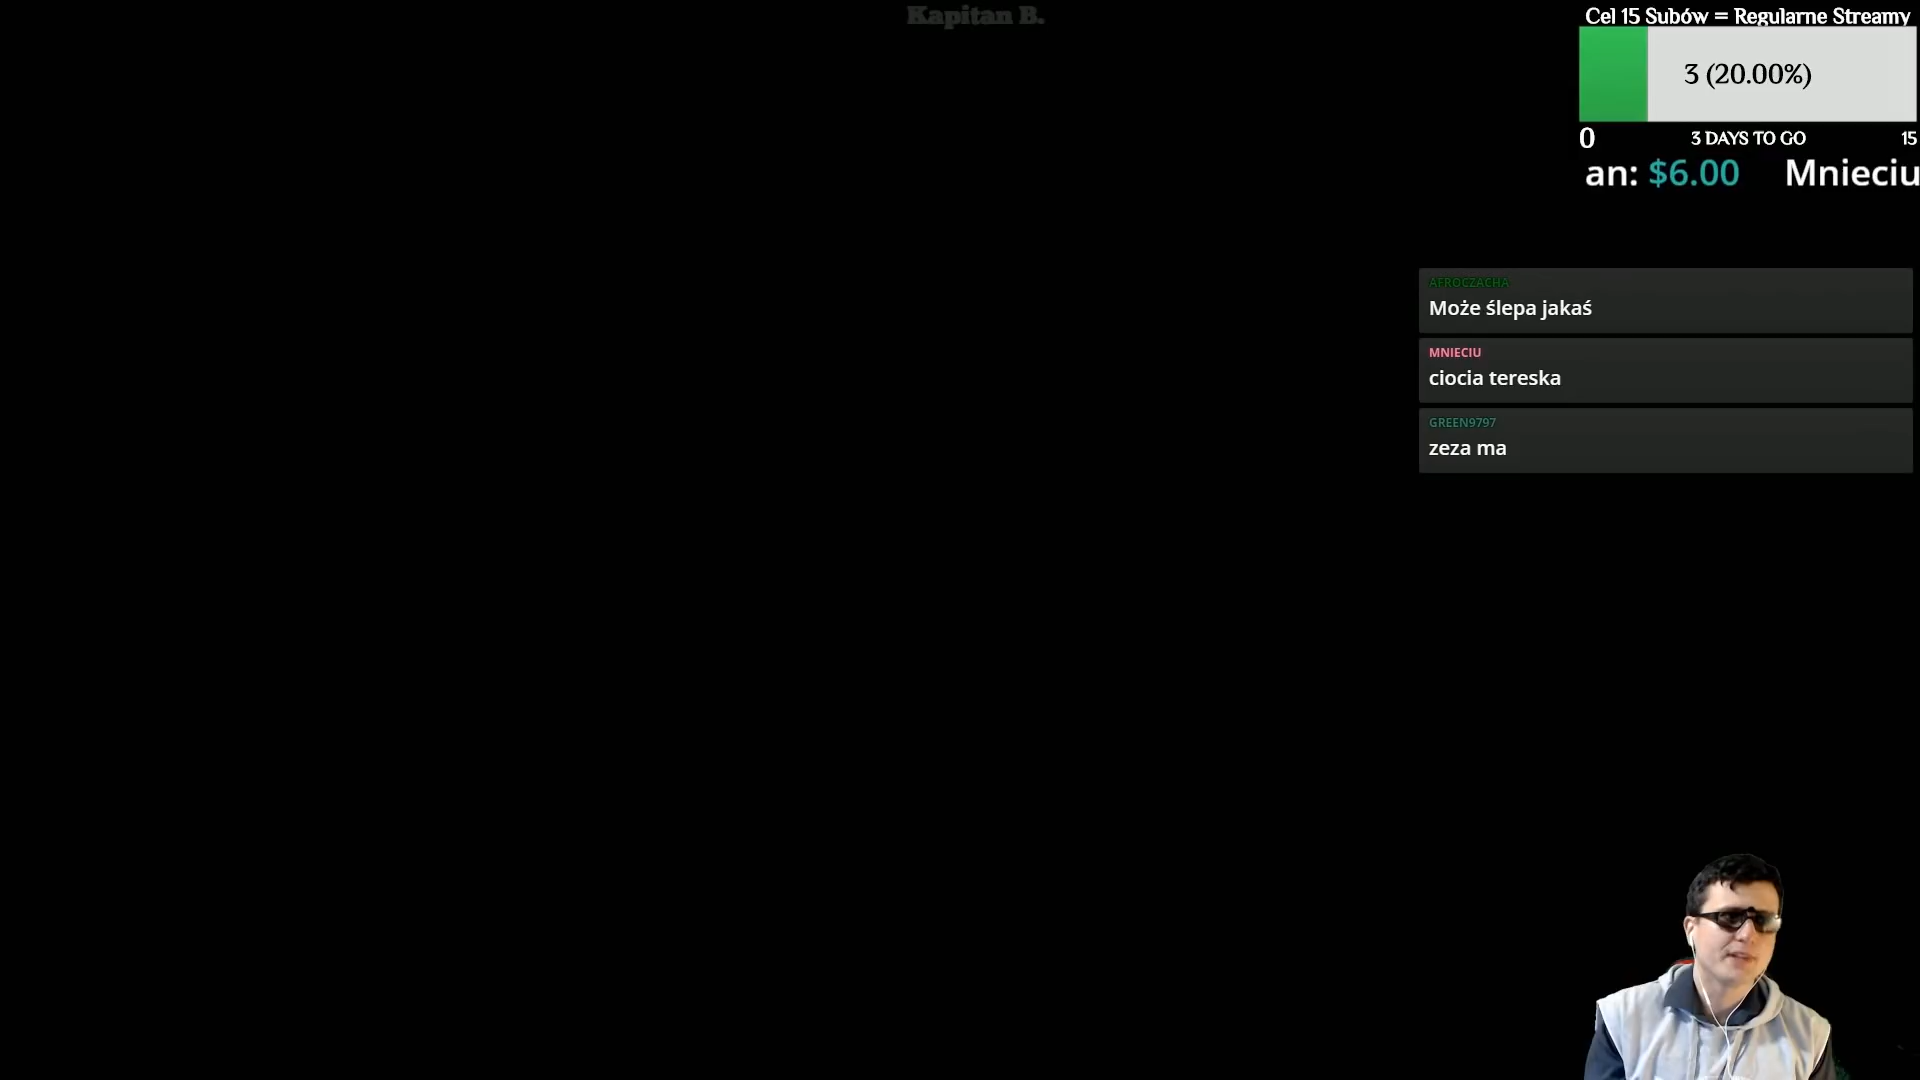 Kapitan B.
Cel 15 Subów = Regularne Streamy
3 (20.00%)
0 3 DAYS TO GO 15
an: $6.00 Mnieciu
AFROCZACHA
Może ślepa jakaś
MNIECIU
ciocia tereska
GREEN9797
zeza ma